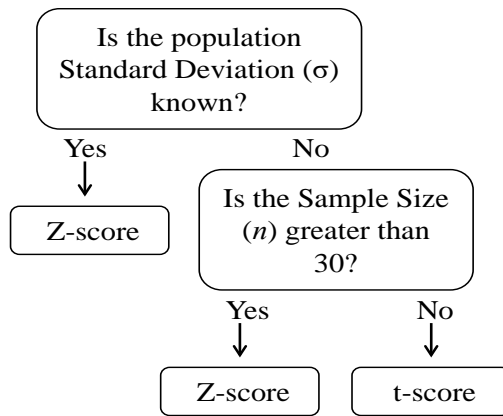 Is the population
Standard Deviation (σ)
known?
Yes
No
Z-score
Is the Sample Size
(n) greater than
30?
Yes
No
Z-score
t-score